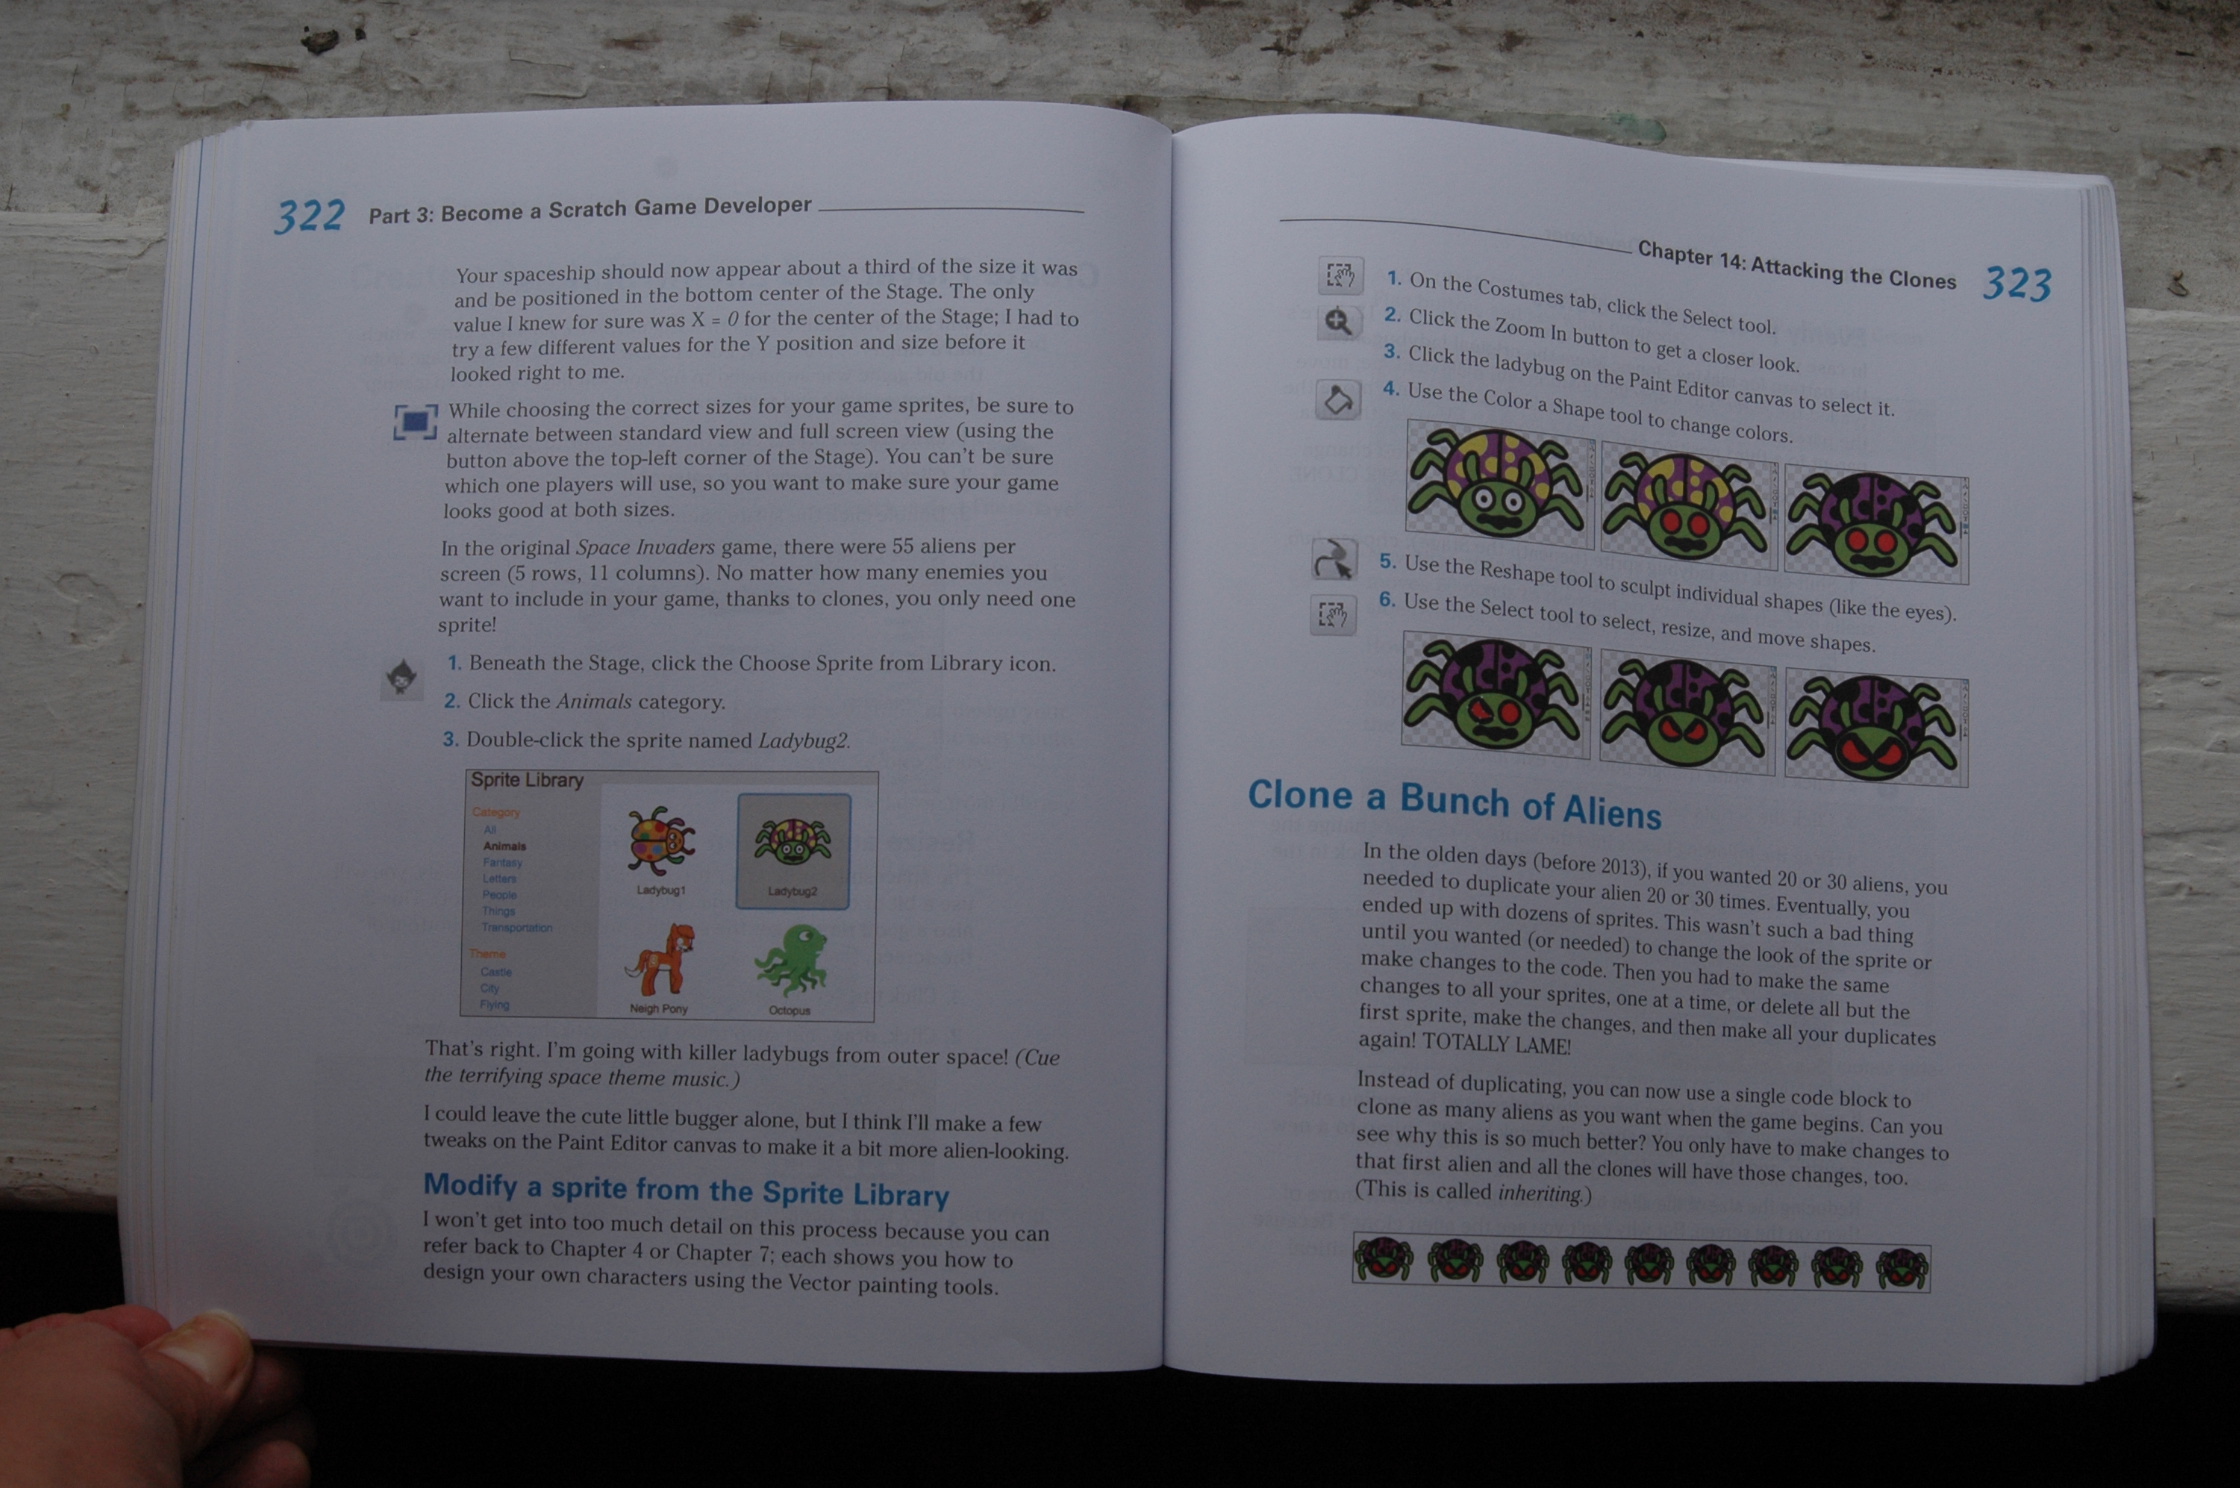 322 Part 3: Become a Scratch Game Developer
Your spaceship should now appear about a third of the size it was
and be positioned in the bottom center of the Stage. The only
value I knew for sure was X = 0 for the center of the Stage; I had to
try a few different values for the Y position and size before it
looked right to me.
While choosing the correct sizes for your game sprites, be sure to
alternate between standard view and full screen view (using the
button above the top-left corner of the Stage). You can't be sure
which one players will use, so you want to make sure your game
looks good at both sizes.
In the original Space Invaders game, there were 55 aliens per
screen (5 rows, 11 columns). No matter how many enemies you
want to include in your game, thanks to clones, you only need one
sprite!
1. Beneath the Stage, click the Choose Sprite from Library icon.
2. Click the Animals category.
3. Double-click the sprite named Ladybug2.
Sprite Library
Category
All
Animals
Fantasy
Letters
People
Things
Transportation
Theme
Castle
City
Flying
Ladybug1
Ladybug2
Neigh Pony
Octopus
That's right. I'm going with killer ladybugs from outer space! (Cue
the terrifying space theme music.)
I could leave the cute little bugger alone, but I think I'll make a few
tweaks on the Paint Editor canvas to make it a bit more alien-looking.
Modify a sprite from the Sprite Library
I won't get into too much detail on this process because you can
refer back to Chapter 4 or Chapter 7; each shows you how to
design your own characters using the Vector painting tools.
Chapter 14: Attacking the Clones 323
1. On the Costumes tab, click the Select tool.
2. Click the Zoom In button to get a closer look.
3. Click the ladybug on the Paint Editor canvas to select it.
4. Use the Color a Shape tool to change colors.
5. Use the Reshape tool to sculpt individual shapes (like the eyes).
6. Use the Select tool to select, resize, and move shapes.
Clone a Bunch of Aliens
In the olden days (before 2013), if you wanted 20 or 30 aliens, you
needed to duplicate your alien 20 or 30 times. Eventually, you
ended up with dozens of sprites. This wasn't such a bad thing
until you wanted (or needed) to change the look of the sprite or
make changes to the code. Then you had to make the same
changes to all your sprites, one at a time, or delete all but the
first sprite, make the changes, and then make all your duplicates
again! TOTALLY LAME!
Instead of duplicating, you can now use a single code block to
clone as many aliens as you want when the game begins. Can you
see why this is so much better? You only have to make changes to
that first alien and all the clones will have those changes, too.
(This is called inheriting.)